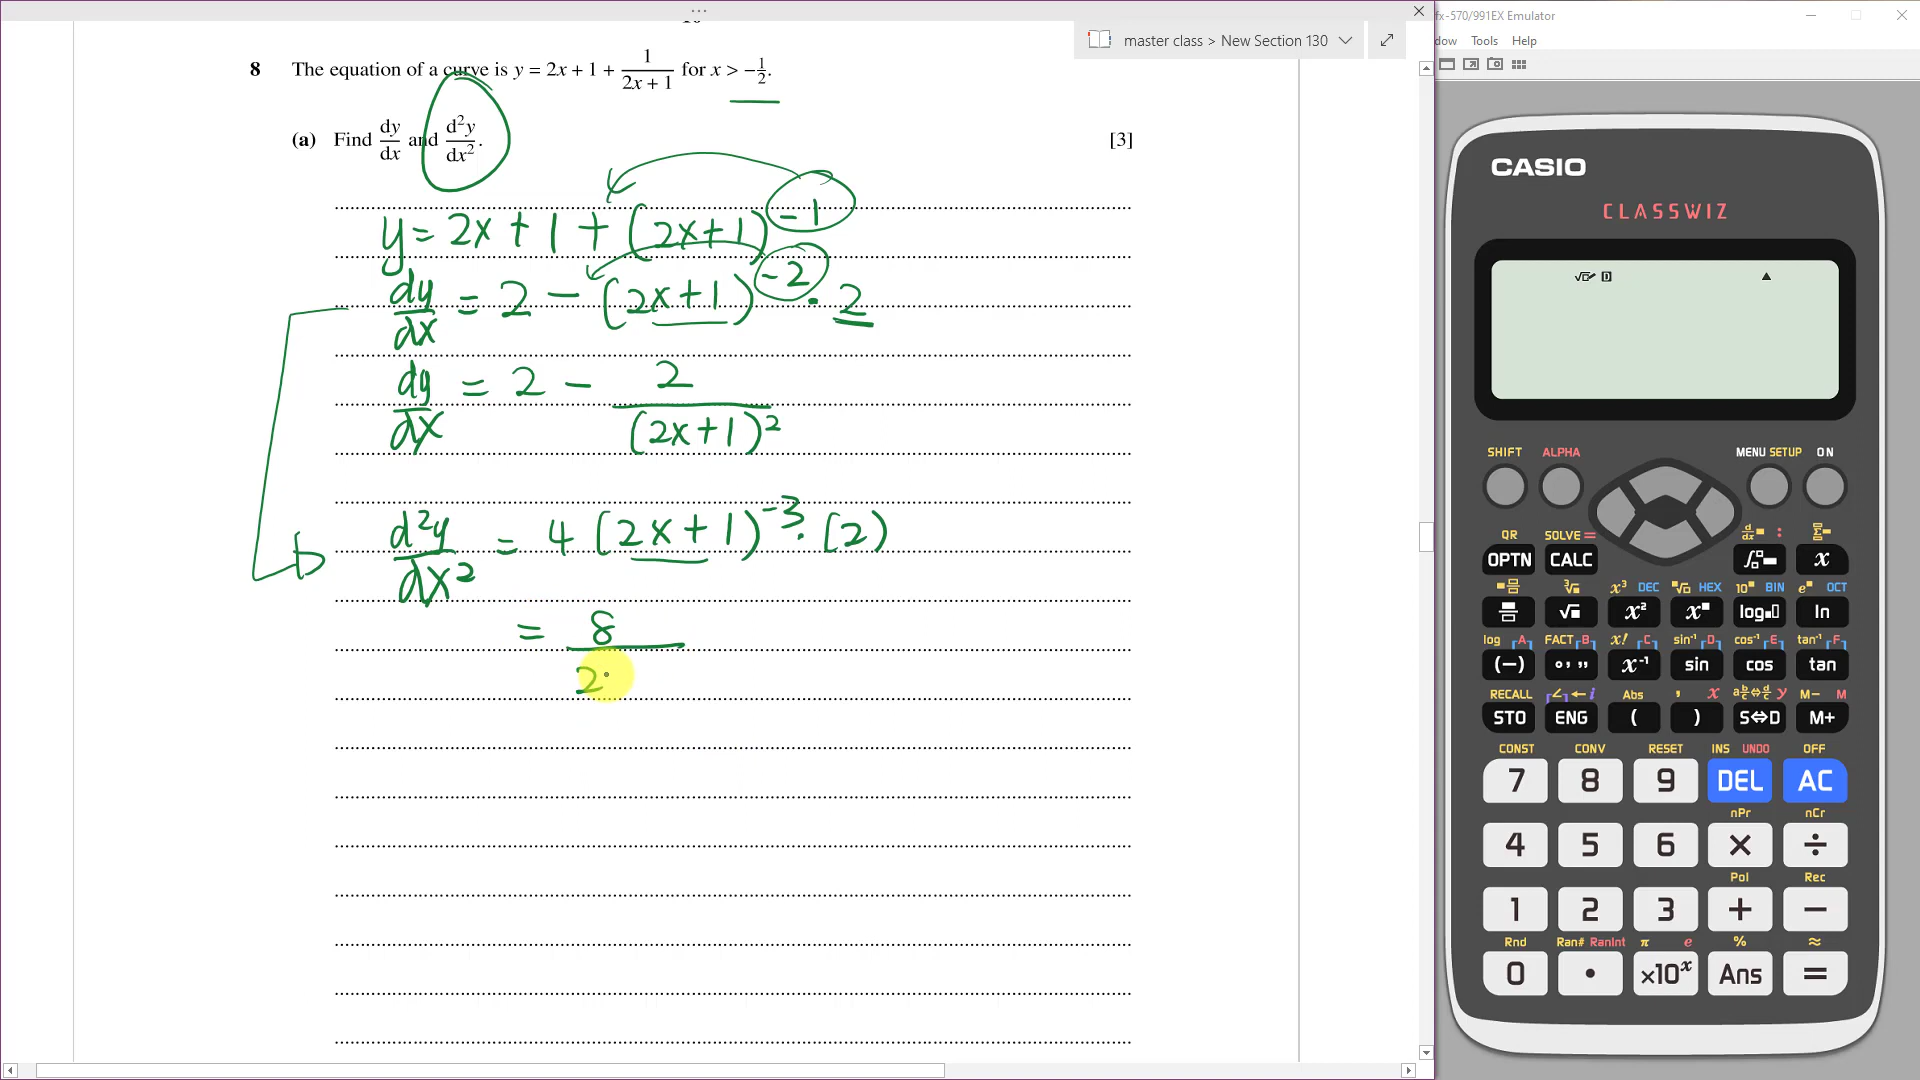 master class > New Section 130
8 The equation of a curve is y = 2x + 1 + 1/(2x + 1) for x > −1/2.
(a) Find dy/dx and d²y/dx². [3]
y = 2x + 1 + (2x+1)^-1
dy/dx = 2 − (2x+1)^-2 · 2
dy/dx = 2 − 2/(2x+1)^2
d²y/dx² = 4 (2x+1)^-3 · (2)
= 8/2
fx-570/991EX Emulator
dow Tools Help
CASIO
CLASSWIZ
SHIFT ALPHA MENU SETUP ON
QR SOLVE = d/dx= : Σ=
OPTN CALC ∫ x
³√ x³ DEC √ HEX 10■ BIN e■ OCT
√■ x² x■ log ln
log A FACT B x! C sin⁻¹ D cos⁻¹ E tan⁻¹ F
(−) °’” x⁻¹ sin cos tan
RECALL ∠ ← i Abs , x a b/c⇔d/c y M− M
STO ENG ( ) S⇔D M+
CONST CONV RESET INS UNDO OFF
7 8 9 DEL AC
nPr nCr
4 5 6 × ÷
Pol Rec
1 2 3 + −
Rnd Ran# RanInt π e % ≈
0 • ×10ˣ Ans =